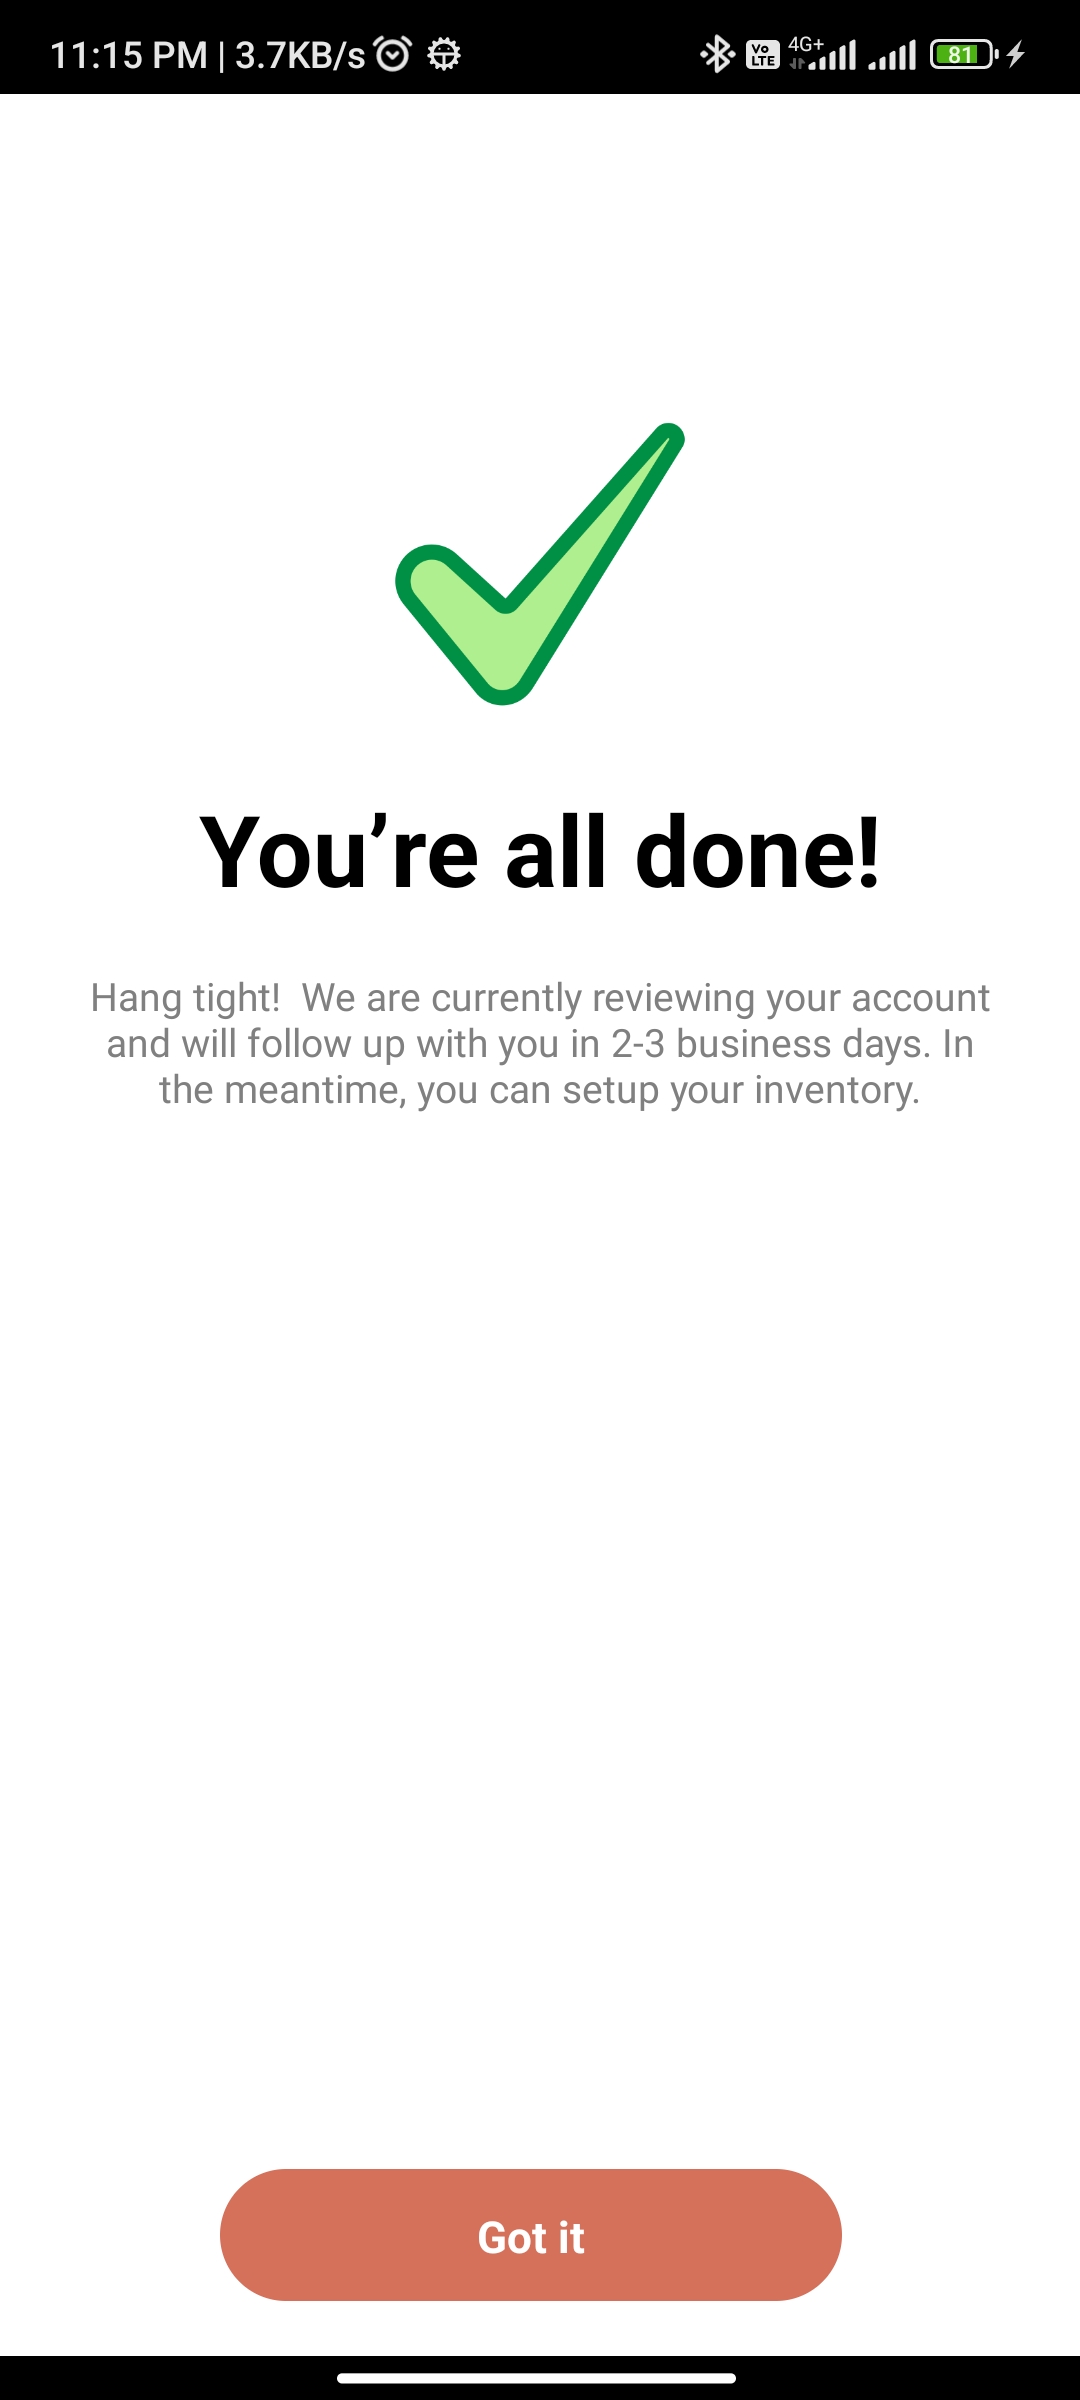 11:15 PM | 3.7KB/s
Vo LTE 4G+ 81
You’re all done!
Hang tight!  We are currently reviewing your account
and will follow up with you in 2-3 business days. In
the meantime, you can setup your inventory.
Got it